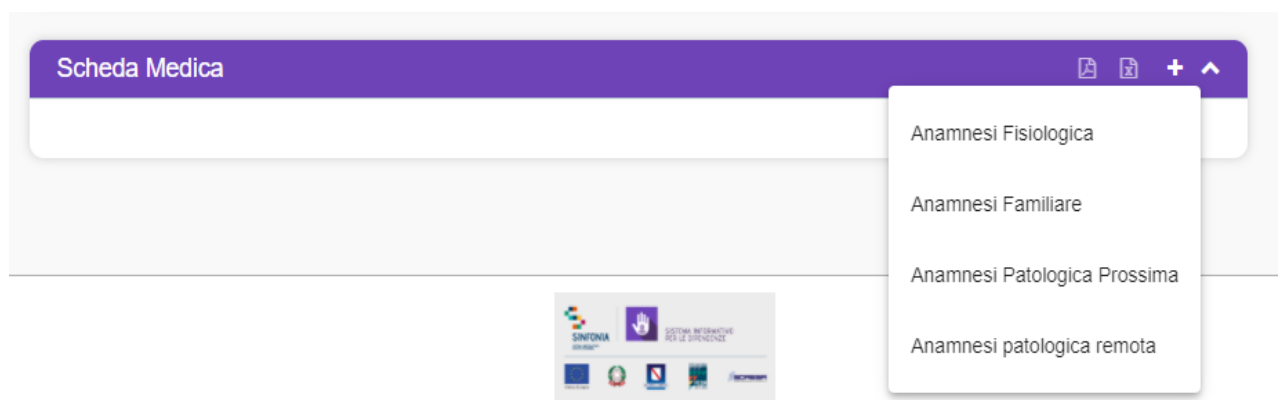 Scheda Medica
Anamnesi Fisiologica
Anamnesi Familiare
Anamnesi Patologica Prossima
Anamnesi patologica remota
SINFONIA
SISTEMA INFORMATIVO
PER LE DIPENDENZE